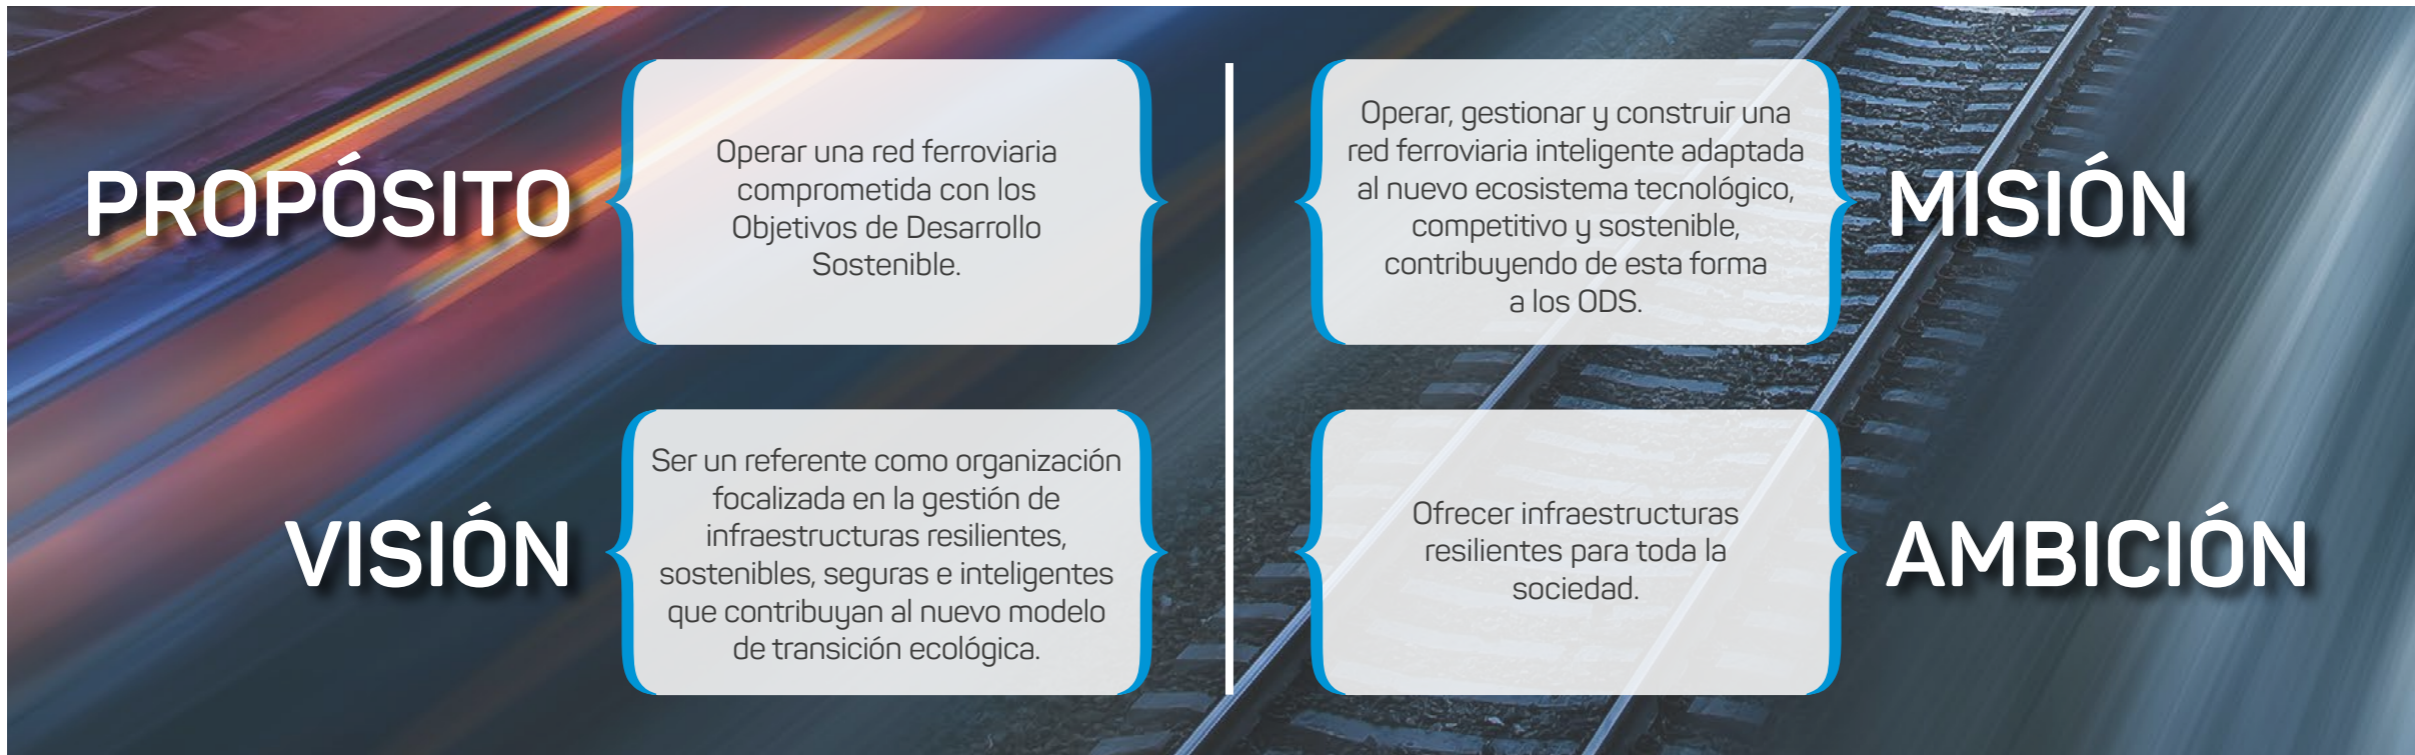 PROPÓSITO
Operar una red ferroviaria
comprometida con los
Objetivos de Desarrollo
Sostenible.
Operar, gestionar y construir una
red ferroviaria inteligente adaptada
al nuevo ecosistema tecnológico,
competitivo y sostenible,
contribuyendo de esta forma
a los ODS.
MISIÓN
VISIÓN
Ser un referente como organización
focalizada en la gestión de
infraestructuras resilientes,
sostenibles, seguras e inteligentes
que contribuyan al nuevo modelo
de transición ecológica.
Ofrecer infraestructuras
resilientes para toda la
sociedad.
AMBICIÓN